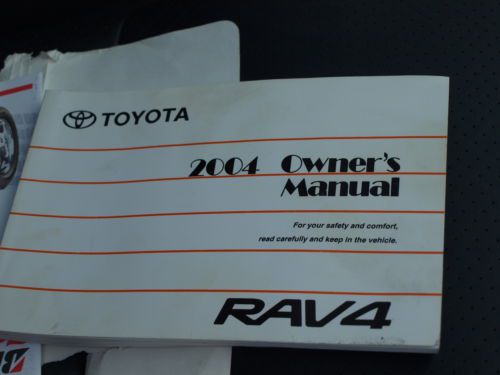 TOYOTA
2004 Owner's
Manual
For your safety and comfort,
read carefully and keep in the vehicle.
RAV4